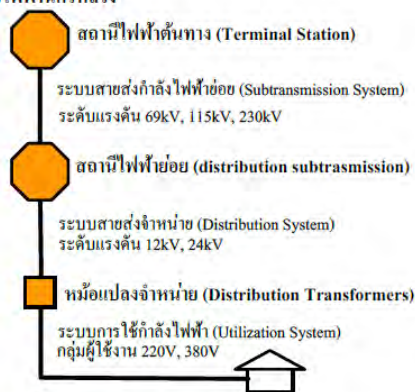 สถานีไฟฟ้าต้นทาง (Terminal Station)
ระบบสายส่งกำลังไฟฟ้าย่อย (Subtransmission System)
ระดับแรงดัน 69kV, 115kV, 230kV
สถานีไฟฟ้าย่อย (distribution subtrasmission)
ระบบสายส่งจำหน่าย (Distribution System)
ระดับแรงดัน 12kV, 24kV
หม้อแปลงจำหน่าย (Distribution Transformers)
ระบบการใช้กำลังไฟฟ้า (Utilization System)
กลุ่มผู้ใช้งาน 220V, 380V